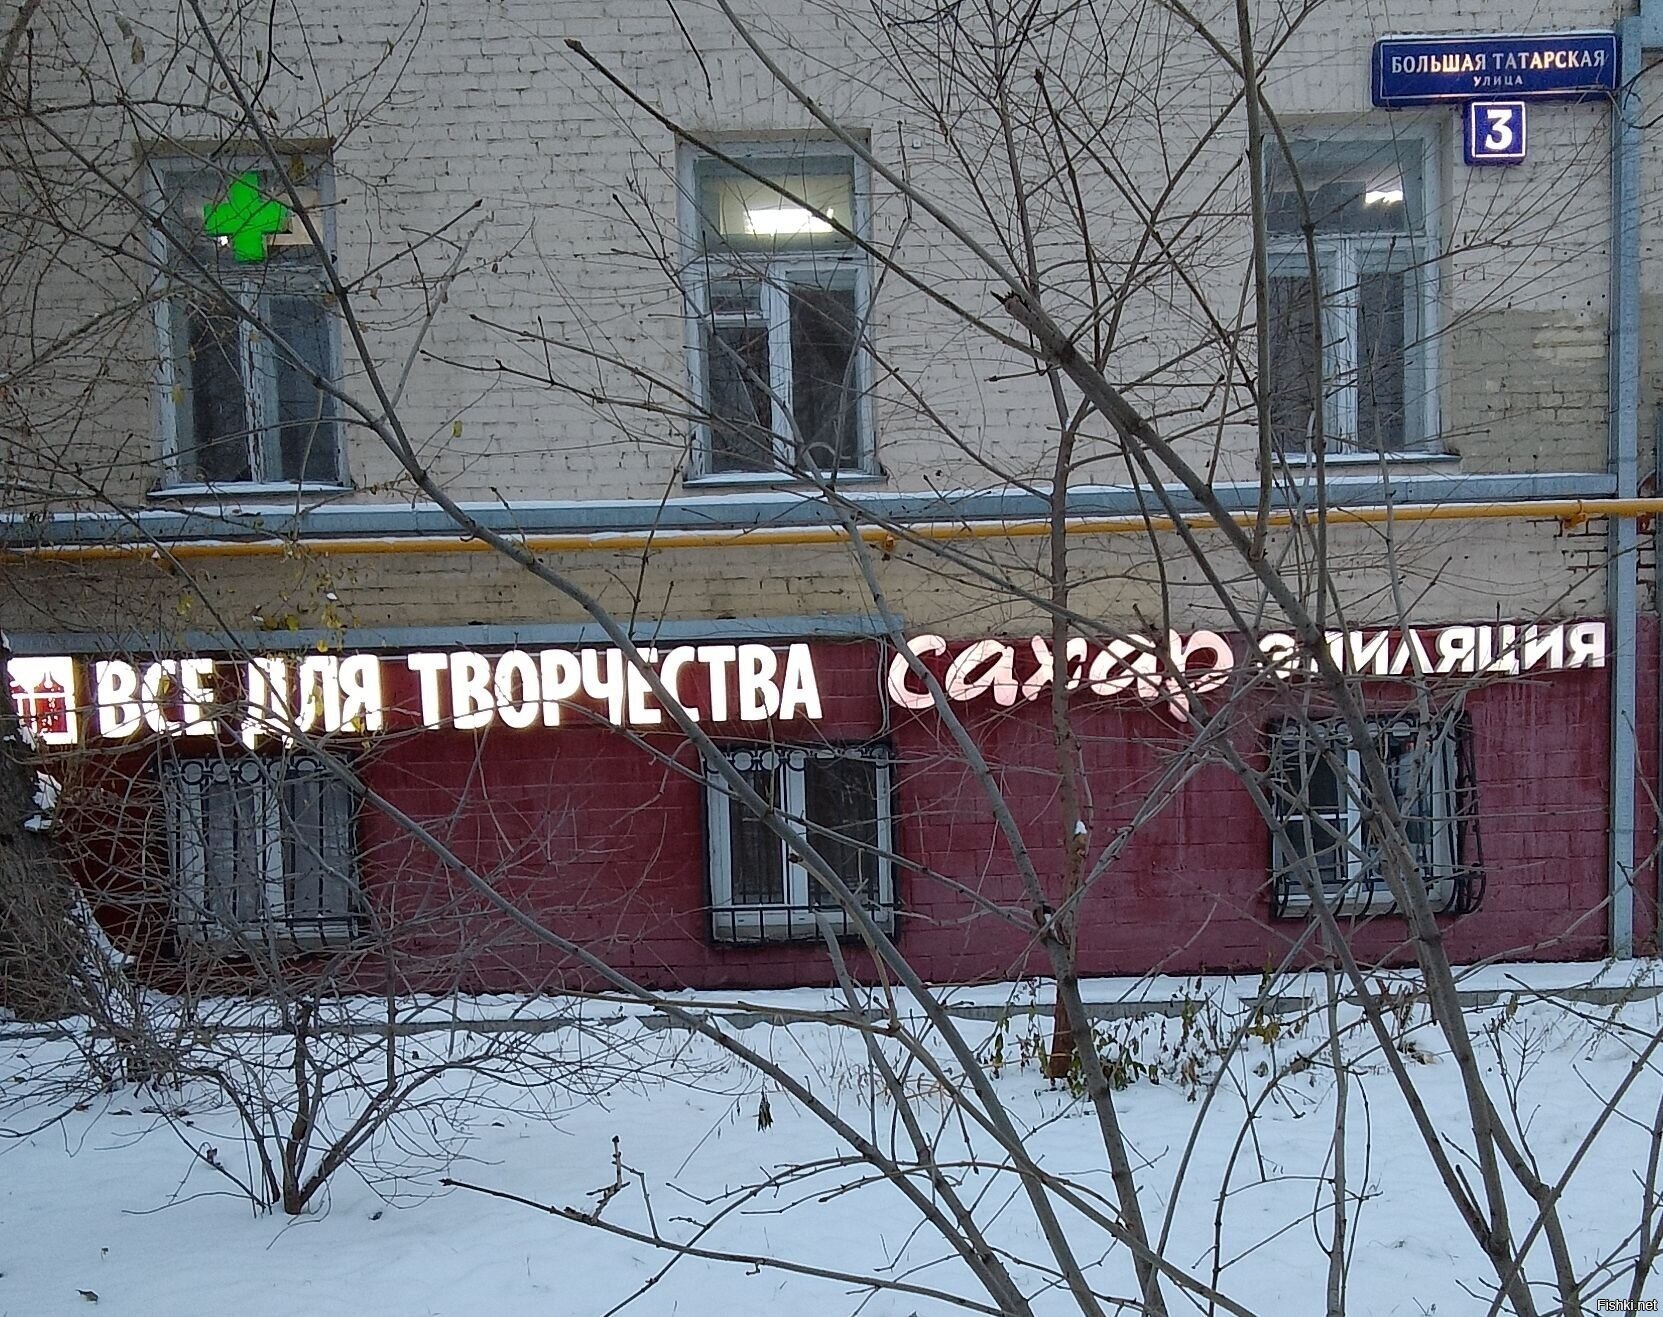 БОЛЬШАЯ ТАТАРСКАЯ
УЛИЦА
3
ВСЕ ДЛЯ ТВОРЧЕСТВА
сахар эпиляция
Fishki.net